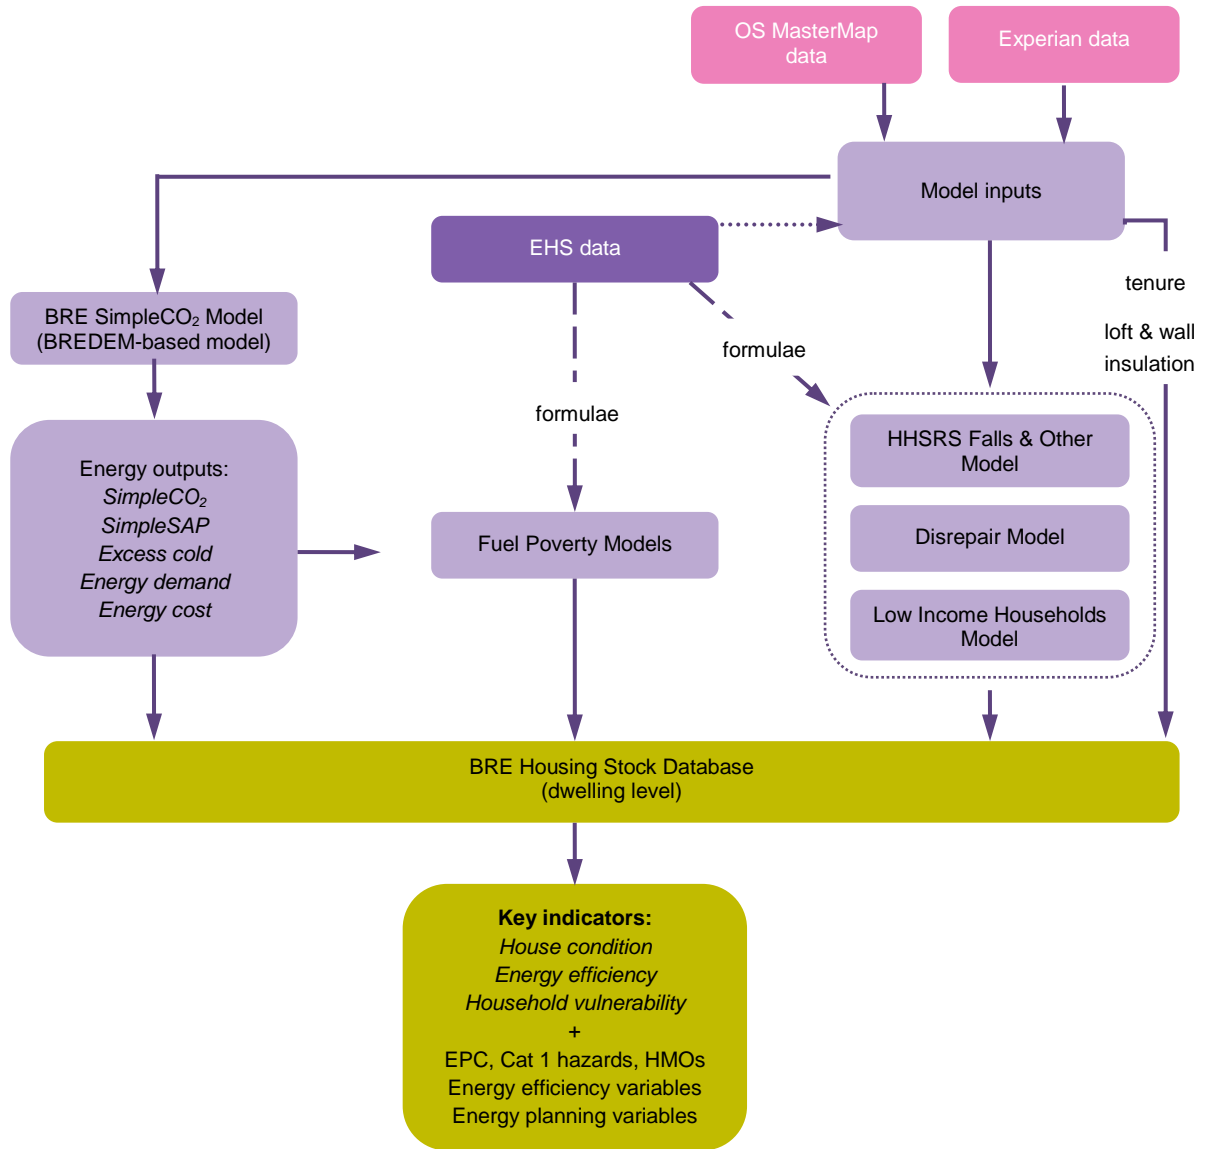 OS MasterMap
data
Experian data
Model inputs
EHS data
tenure
loft & wall
insulation
BRE SimpleCO₂ Model
(BREDEM-based model)
formulae
formulae
Energy outputs:
SimpleCO₂
SimpleSAP
Excess cold
Energy demand
Energy cost
Fuel Poverty Models
HHSRS Falls & Other
Model
Disrepair Model
Low Income Households
Model
BRE Housing Stock Database
(dwelling level)
Key indicators:
House condition
Energy efficiency
Household vulnerability
+
EPC, Cat 1 hazards, HMOs
Energy efficiency variables
Energy planning variables